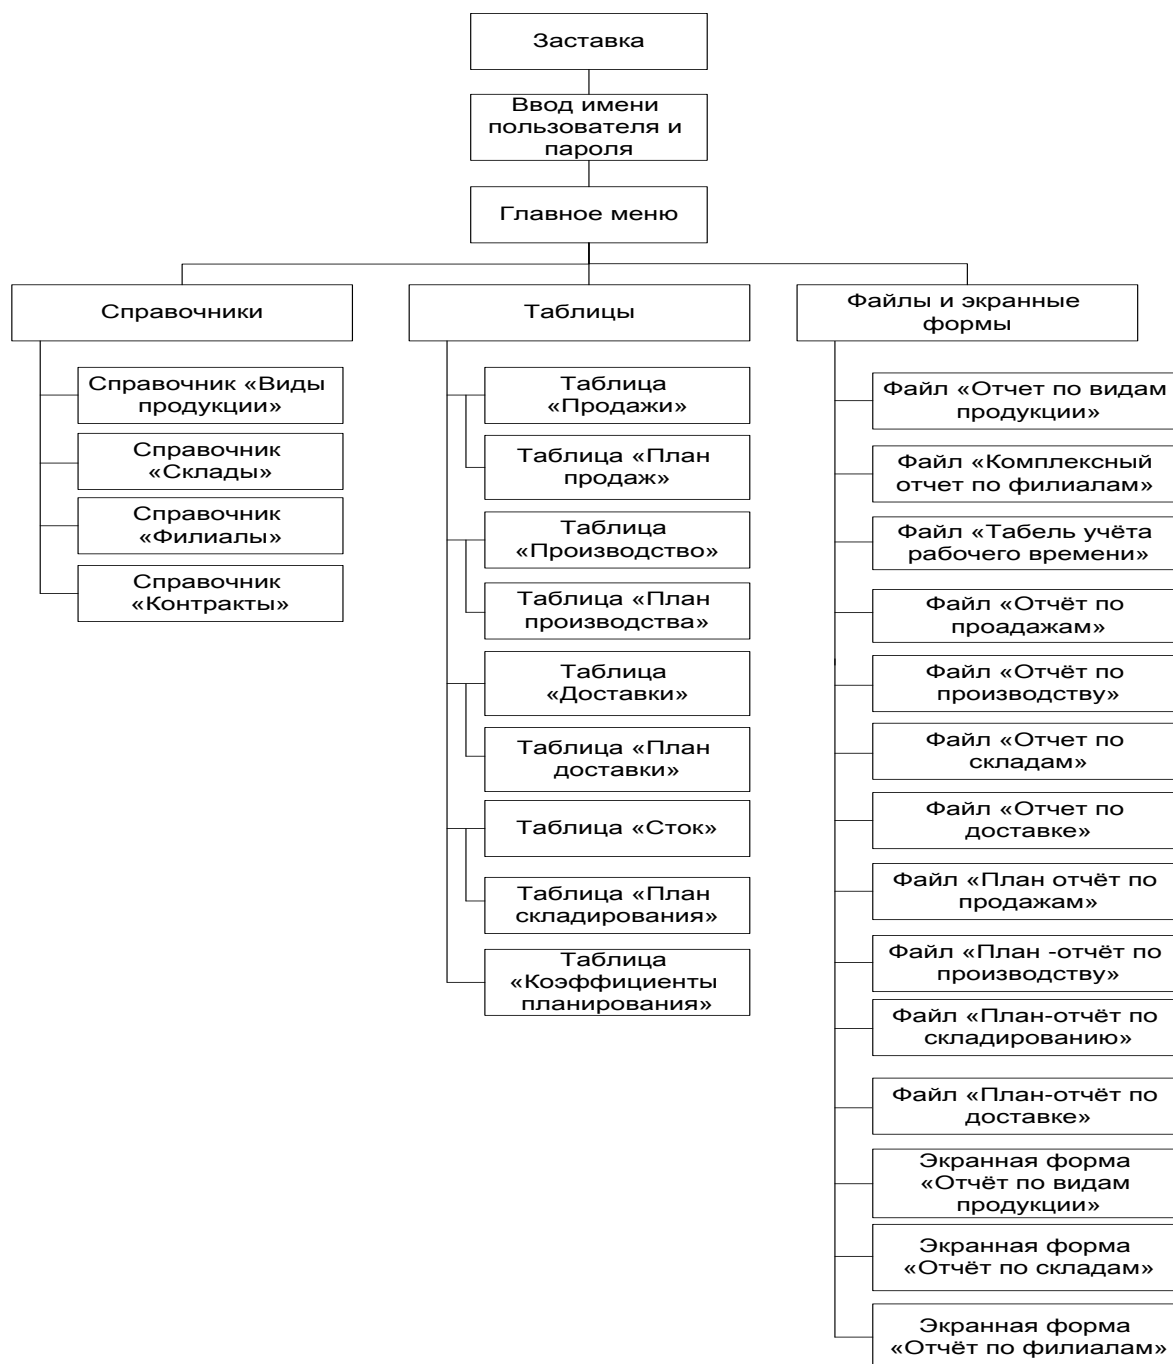 Заставка
Ввод имени
пользователя и
пароля
Главное меню
Справочники
Справочник «Виды
продукции»
Справочник
«Склады»
Справочник
«Филиалы»
Справочник
«Контракты»
Таблицы
Таблица
«Продажи»
Таблица «План
продаж»
Таблица
«Производство»
Таблица «План
производства»
Таблица
«Доставки»
Таблица «План
доставки»
Таблица «Сток»
Таблица «План
складирования»
Таблица
«Коэффициенты
планирования»
Файлы и экранные
формы
Файл «Отчет по видам
продукции»
Файл «Комплексный
отчет по филиалам»
Файл «Табель учёта
рабочего времени»
Файл «Отчёт по
проадажам»
Файл «Отчёт по
производству»
Файл «Отчет по
складам»
Файл «Отчет по
доставке»
Файл «План отчёт по
продажам»
Файл «План -отчёт по
производству»
Файл «План-отчёт по
складированию»
Файл «План-отчёт по
доставке»
Экранная форма
«Отчёт по видам
продукции»
Экранная форма
«Отчёт по складам»
Экранная форма
«Отчёт по филиалам»